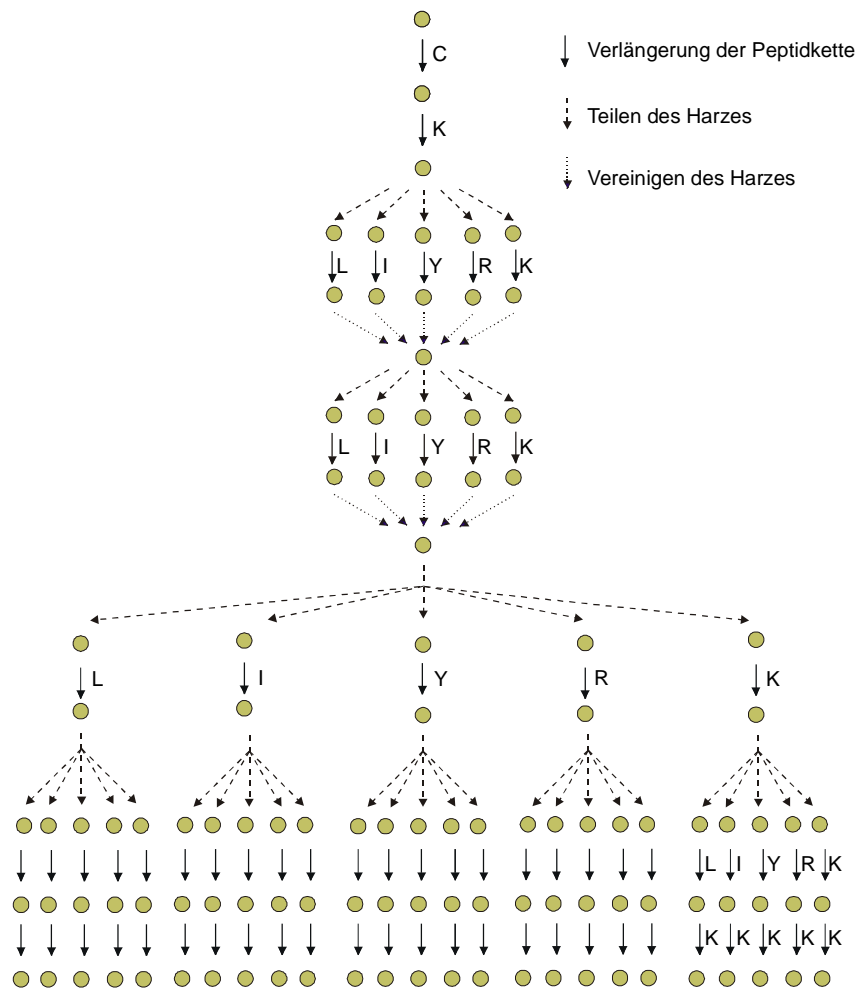 C
Verlängerung der Peptidkette
K
Teilen des Harzes
Vereinigen des Harzes
L I Y R K
L I Y R K
L I Y R K
L I Y R K
K K K K K